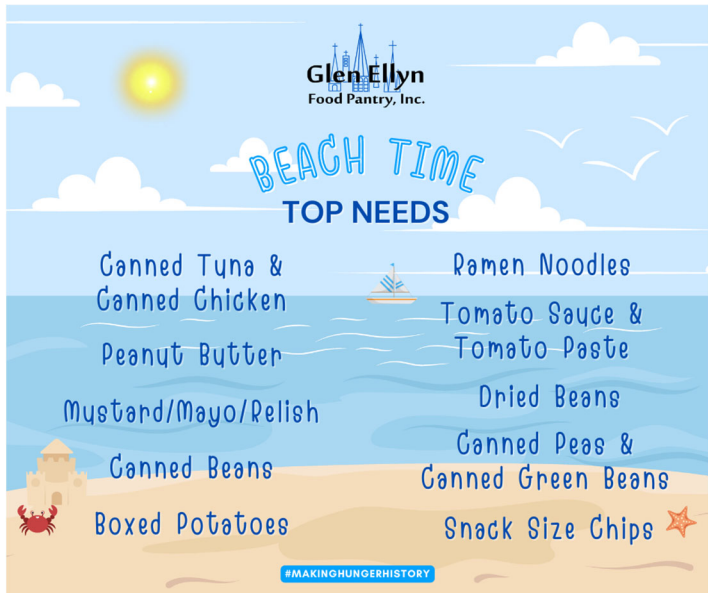 Glen Ellyn
Food Pantry, Inc.
BEACH TIME
TOP NEEDS
Canned Tuna &
Canned Chicken
Peanut Butter
Mustard/Mayo/Relish
Canned Beans
Boxed Potatoes
Ramen Noodles
Tomato Sauce &
Tomato Paste
Dried Beans
Canned Peas &
Canned Green Beans
Snack Size Chips
#MAKINGHUNGERHISTORY